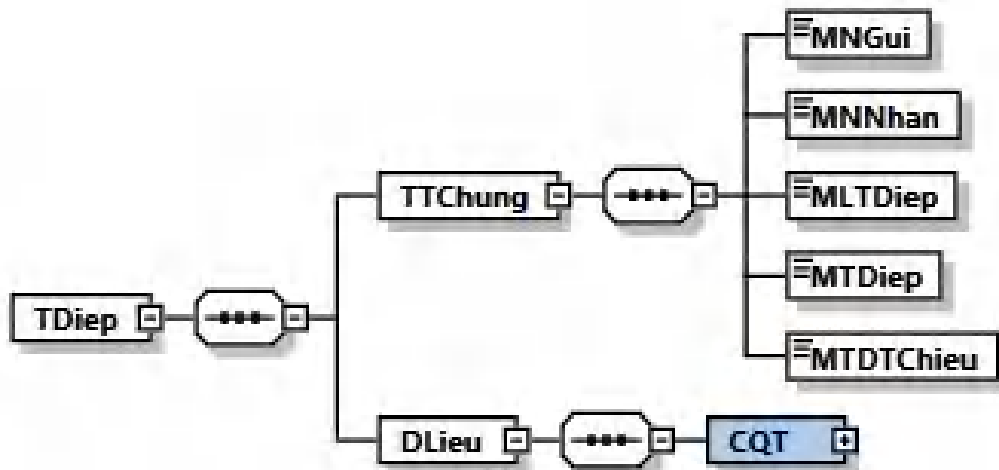 MNGui
MNNhan
TTChung
MLTDiep
MTDiep
TDiep
MTDTChieu
DLieu
CQT